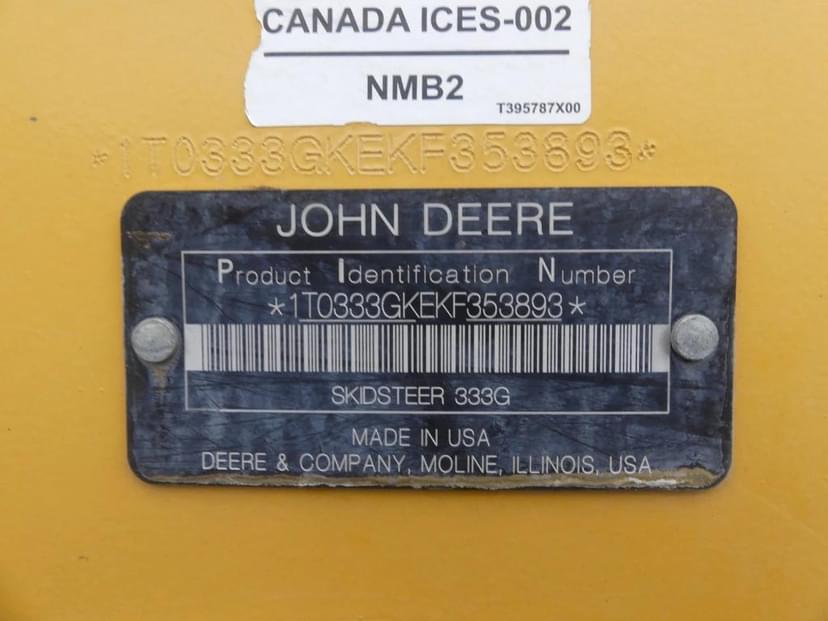 CANADA ICES-002
NMB2
T395787X00
*1T0333GKEKF353893*
JOHN DEERE
Product Identification Number
*1T0333GKEKF353893*
SKIDSTEER 333G
MADE IN USA
DEERE & COMPANY, MOLINE, ILLINOIS, USA